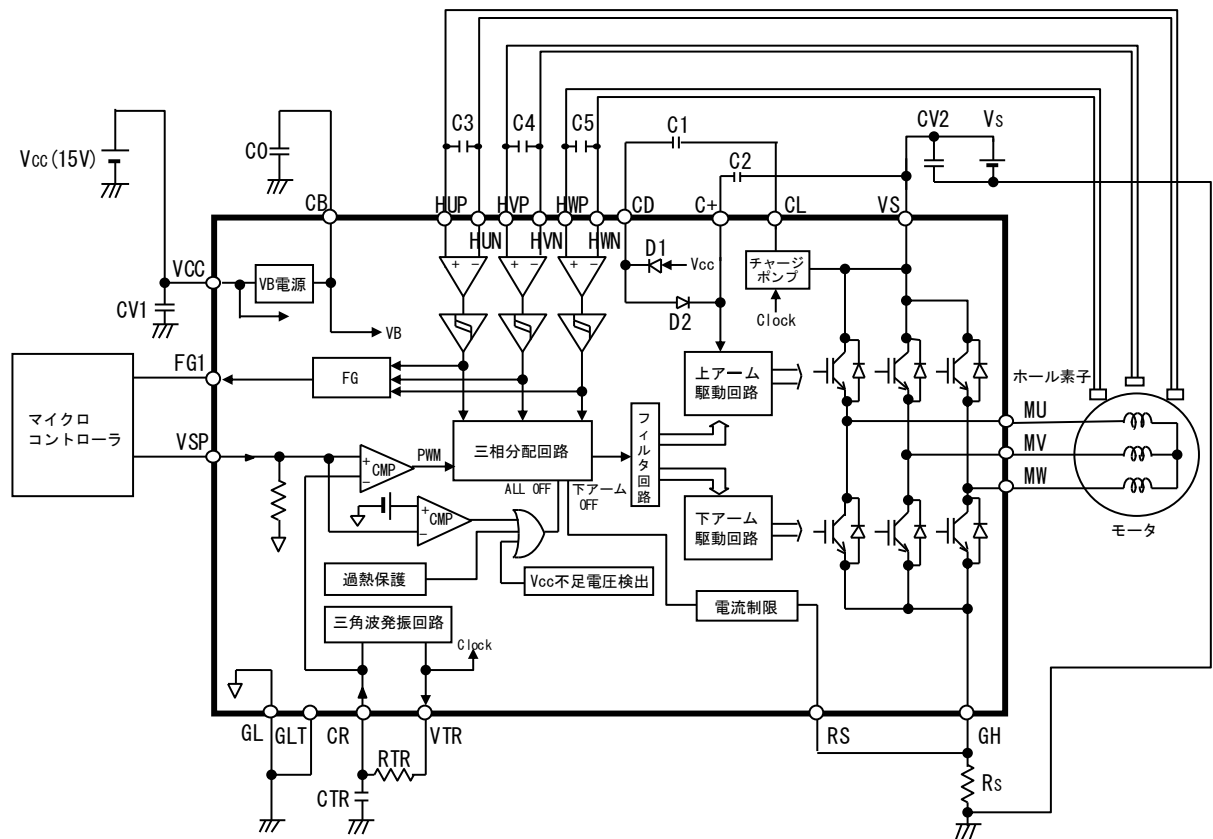 C3
C4
C5
C1
C2
CV2
Vs
Vcc(15V)
C0
CB
HUP
HVP
HWP
CD
C+
CL
VS
HUN
HVN
HWN
VCC
CV1
VB電源
VB
D1
Vcc
D2
チャージ
ポンプ
Clock
+ −
+ −
+ −
マイクロ
コントローラ
FG1
FG
VSP
上アーム
駆動回路
ホール素子
MU
MV
MW
モータ
+
−
CMP
PWM
三相分配回路
フィルタ回路
ALL OFF
下アーム
OFF
+
−
CMP
下アーム
駆動回路
過熱保護
Vcc不足電圧検出
電流制限
三角波発振回路
Clock
GL
GLT
CR
VTR
RS
GH
RTR
CTR
Rs